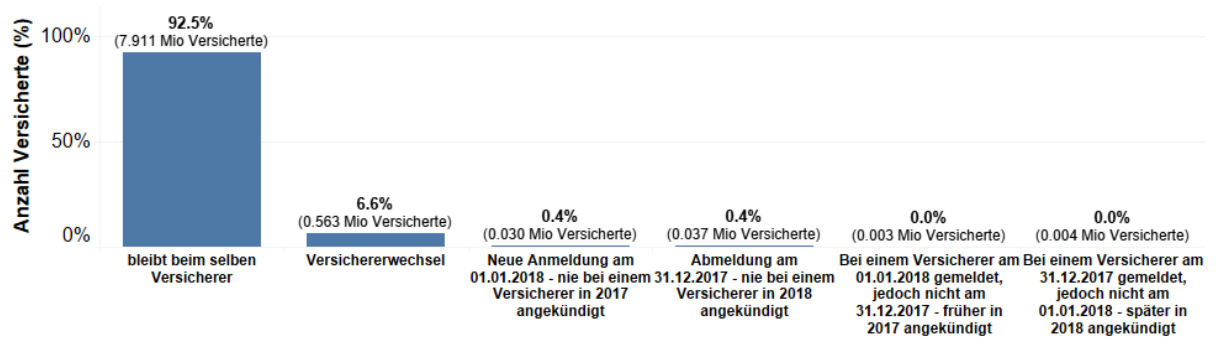 Anzahl Versicherte (%)
100%
50%
0%
92.5%
(7.911 Mio Versicherte)
6.6%
(0.563 Mio Versicherte)
0.4%
(0.030 Mio Versicherte)
0.4%
(0.037 Mio Versicherte)
0.0%
(0.003 Mio Versicherte)
0.0%
(0.004 Mio Versicherte)
bleibt beim selben
Versicherer
Versichererwechsel
Neue Anmeldung am
01.01.2018 - nie bei einem
Versicherer in 2017
angekündigt
Abmeldung am
31.12.2017 - nie bei einem
Versicherer in 2018
angekündigt
Bei einem Versicherer am
01.01.2018 gemeldet,
jedoch nicht am
31.12.2017 - früher in
2017 angekündigt
Bei einem Versicherer am
31.12.2017 gemeldet,
jedoch nicht am
01.01.2018 - später in
2018 angekündigt